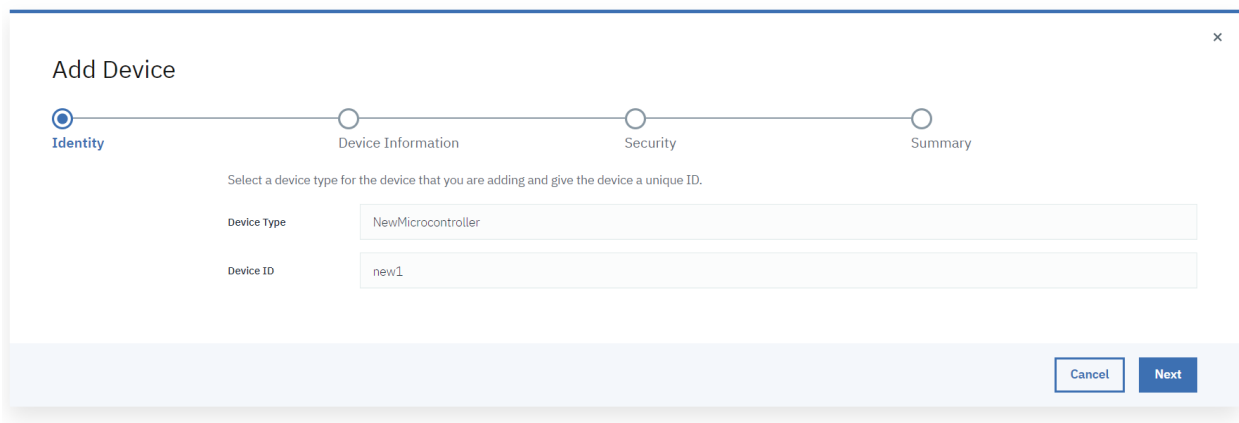 ×
Add Device
Identity Device Information Security Summary
Select a device type for the device that you are adding and give the device a unique ID.
Device Type NewMicrocontroller
Device ID new1
Cancel Next